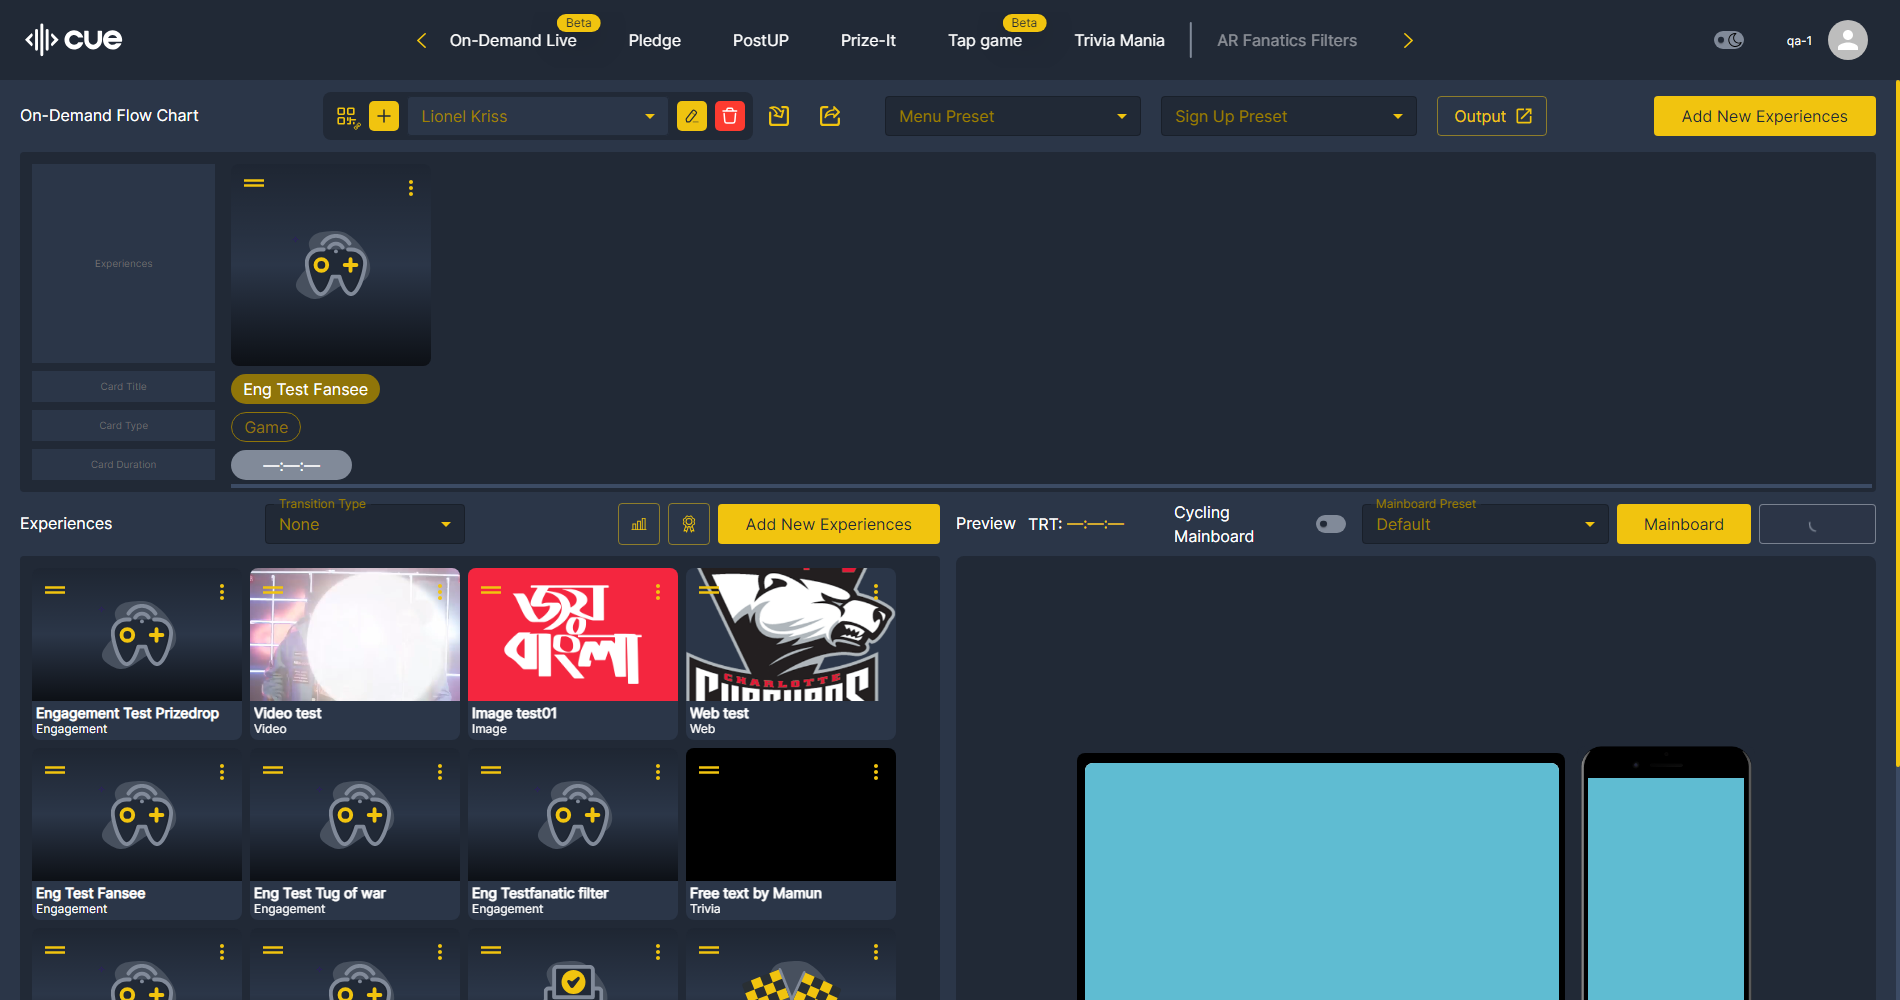 cue
On-Demand Live
Beta
Pledge
PostUP
Prize-It
Tap game
Beta
Trivia Mania
AR Fanatics Filters
qa-1
On-Demand Flow Chart
Lionel Kriss
Menu Preset
Sign Up Preset
Output
Add New Experiences
Experiences
Card Title
Card Type
Card Duration
Eng Test Fansee
Game
—:—:—
Experiences
Transition Type
None
Add New Experiences
Preview
TRT: —:—:—
Cycling
Mainboard
Mainboard Preset
Default
Mainboard
Engagement Test Prizedrop
Engagement
Video test
Video
জয়
বাংলা
Image test01
Image
CHARLOTTE
Web test
Web
Eng Test Fansee
Engagement
Eng Test Tug of war
Engagement
Eng Testfanatic filter
Engagement
Free text by Mamun
Trivia